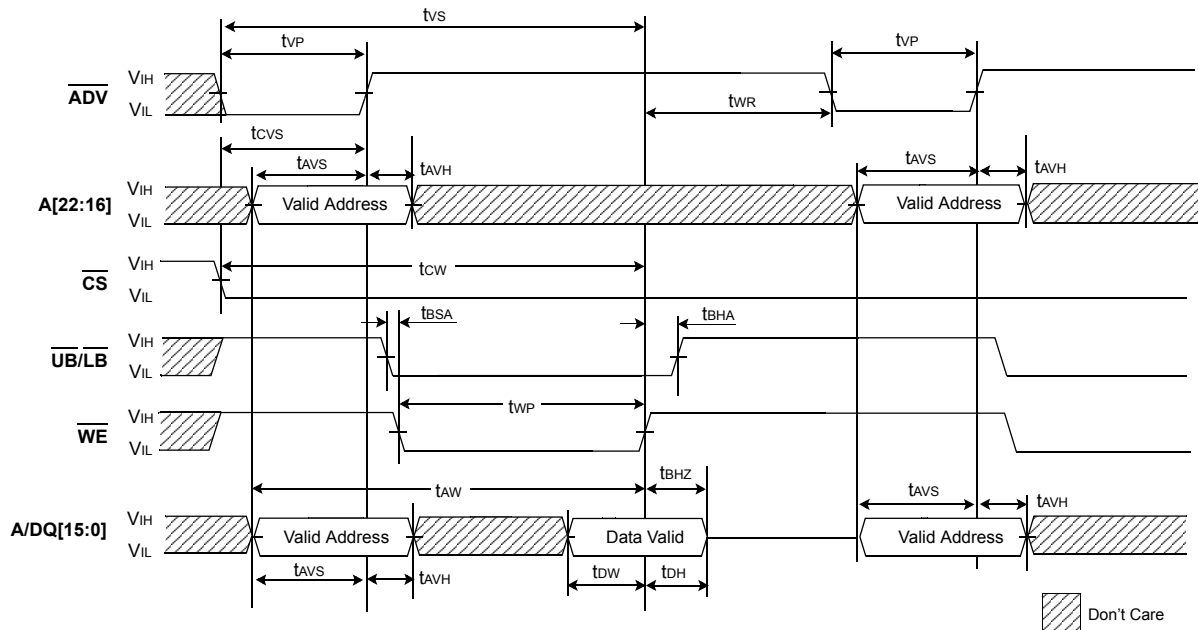 tVS
tVP
tVP
VIH
ADV
VIL
tWR
tCVS
tAVS
tAVH
tAVS
tAVH
VIH
A[22:16]
Valid Address
Valid Address
VIL
VIH
tCW
CS
VIL
tBSA
tBHA
VIH
UB/LB
VIL
tWP
VIH
WE
VIL
tBHZ
tAW
tAVS
tAVH
VIH
A/DQ[15:0]
Valid Address
Data Valid
Valid Address
VIL
tAVS
tAVH
tDW
tDH
Don't Care